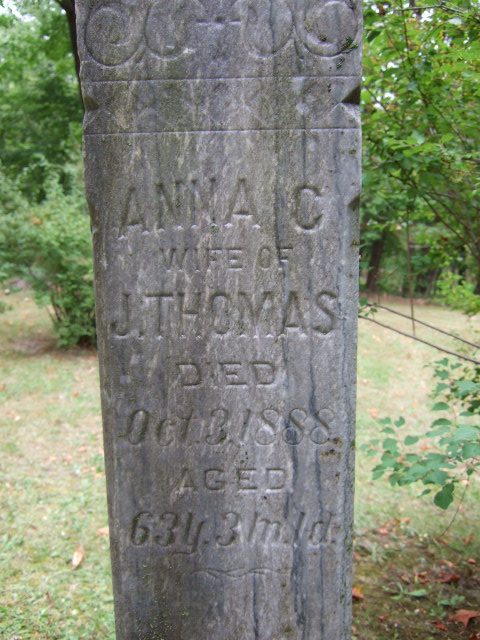 ANNA C
WIFE OF
J. THOMAS
DIED
Oct. 3. 1888.
AGED
63y. 3m. 1d.